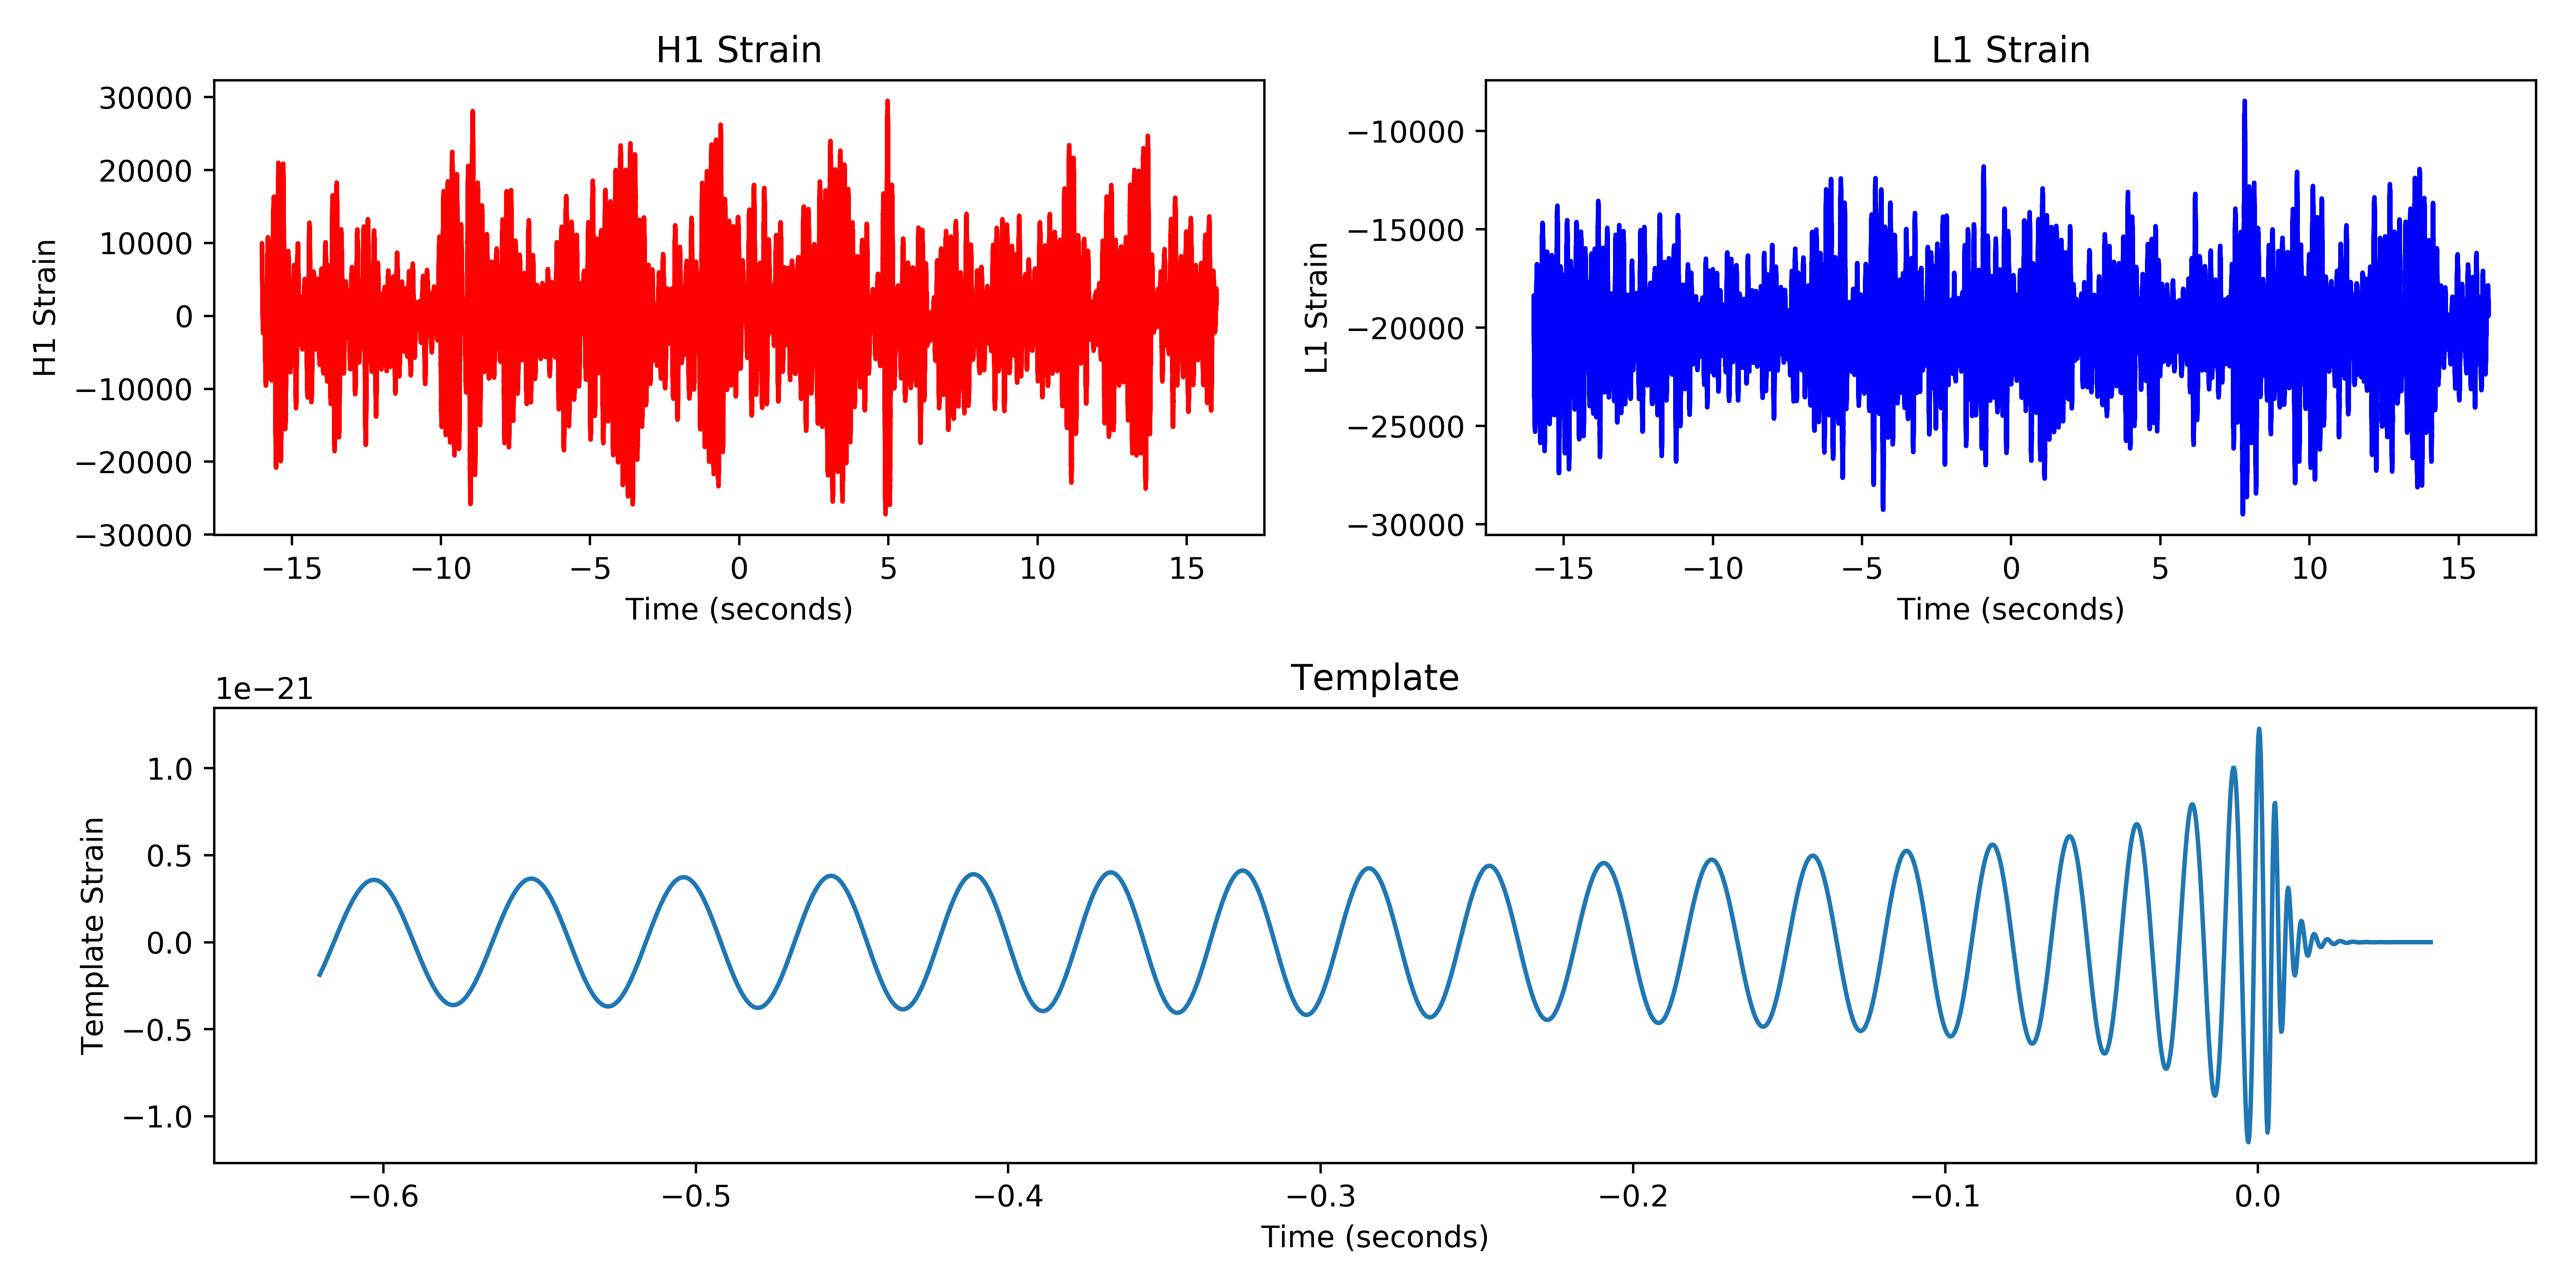 H1 Strain
30000
20000
10000
0
−10000
−20000
−30000
H1 Strain
−15 −10 −5 0 5 10 15
Time (seconds)
L1 Strain
−10000
−15000
−20000
−25000
−30000
L1 Strain
−15 −10 −5 0 5 10 15
Time (seconds)
Template
1e−21
1.0
0.5
0.0
−0.5
−1.0
Template Strain
−0.6 −0.5 −0.4 −0.3 −0.2 −0.1 0.0
Time (seconds)